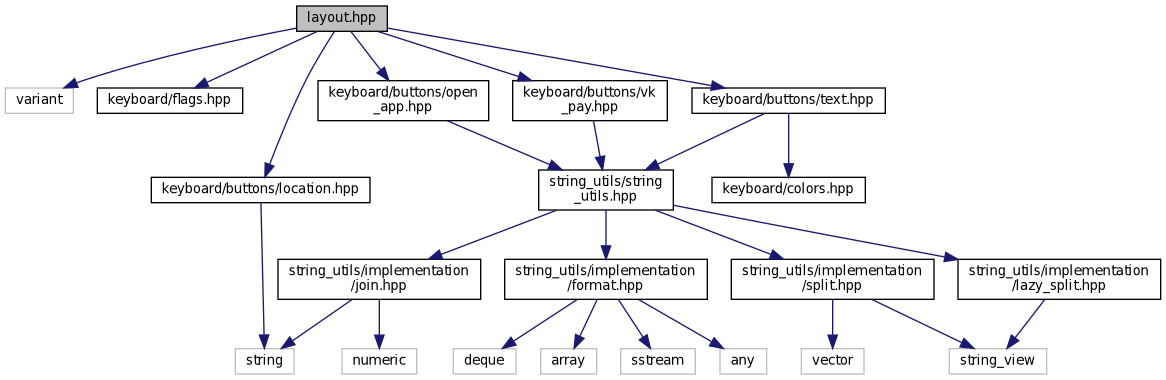 layout.hpp
variant
keyboard/flags.hpp
keyboard/buttons/open
_app.hpp
keyboard/buttons/vk
_pay.hpp
keyboard/buttons/text.hpp
keyboard/buttons/location.hpp
string_utils/string
_utils.hpp
keyboard/colors.hpp
string_utils/implementation
/join.hpp
string_utils/implementation
/format.hpp
string_utils/implementation
/split.hpp
string_utils/implementation
/lazy_split.hpp
string
numeric
deque
array
sstream
any
vector
string_view